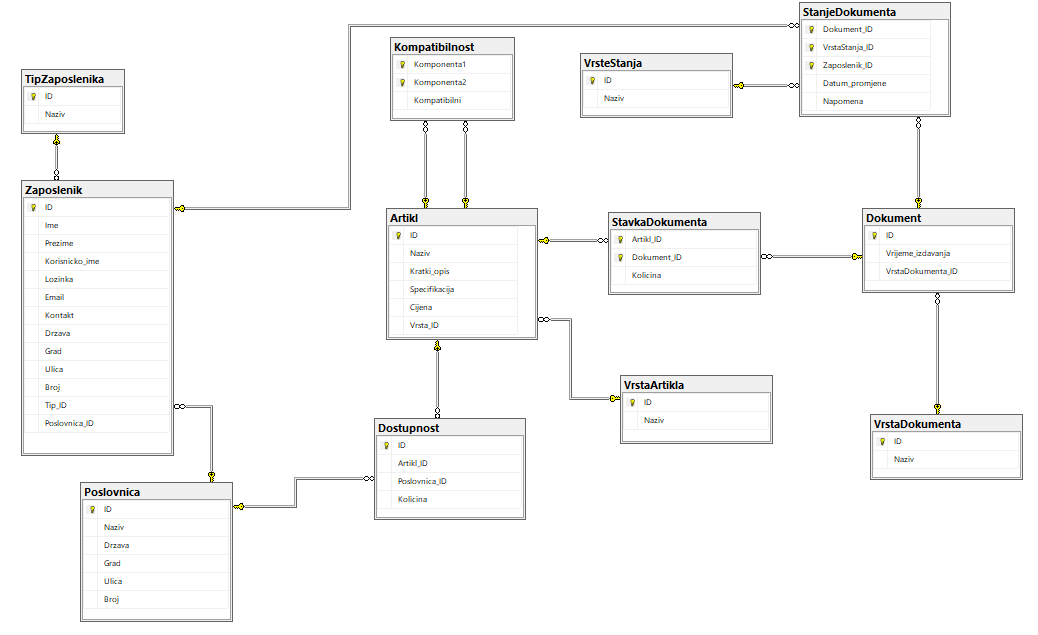 StanjeDokumenta
Dokument_ID
VrstaStanja_ID
Zaposlenik_ID
Datum_promjene
Napomena
Kompatibilnost
Komponenta1
Komponenta2
Kompatibilni
VrsteStanja
ID
Naziv
TipZaposlenika
ID
Naziv
Zaposlenik
ID
Ime
Prezime
Korisnicko_ime
Lozinka
Email
Kontakt
Drzava
Grad
Ulica
Broj
Tip_ID
Poslovnica_ID
Artikl
ID
Naziv
Kratki_opis
Specifikacija
Cijena
Vrsta_ID
StavkaDokumenta
Artikl_ID
Dokument_ID
Kolicina
Dokument
ID
Vrijeme_izdavanja
VrstaDokumenta_ID
VrstaArtikla
ID
Naziv
VrstaDokumenta
ID
Naziv
Dostupnost
ID
Artikl_ID
Poslovnica_ID
Kolicina
Poslovnica
ID
Naziv
Drzava
Grad
Ulica
Broj